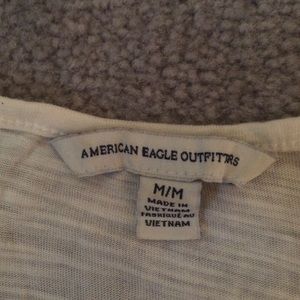 AMERICAN EAGLE OUTFITTERS
M/M
MADE IN
VIETNAM
FABRIQUÉ AU
VIETNAM